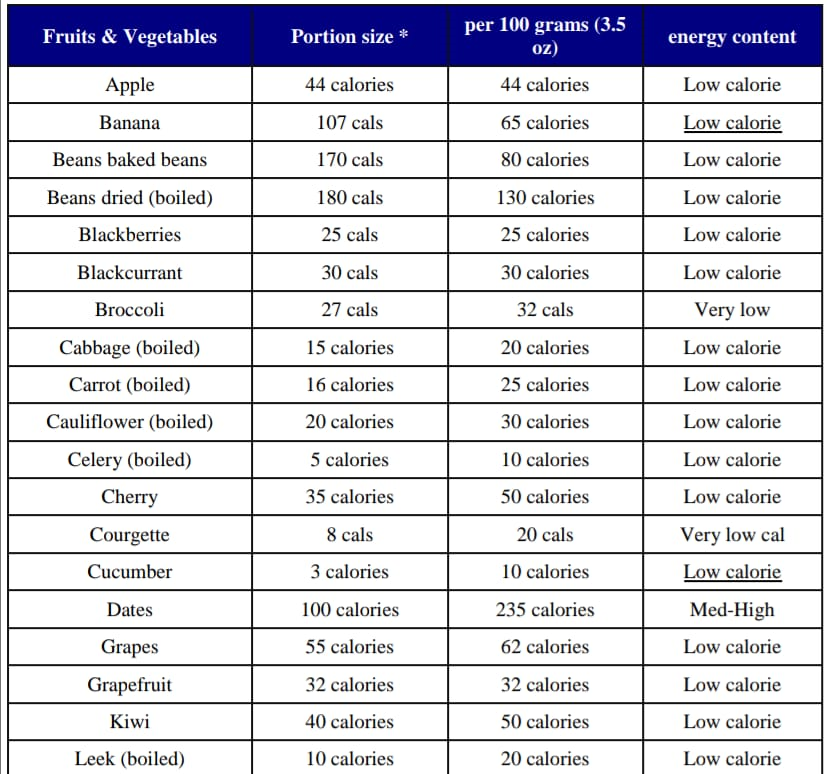 Fruits & Vegetables Portion size * per 100 grams (3.5 oz) energy content
Apple 44 calories 44 calories Low calorie
Banana 107 cals 65 calories Low calorie
Beans baked beans 170 cals 80 calories Low calorie
Beans dried (boiled) 180 cals 130 calories Low calorie
Blackberries 25 cals 25 calories Low calorie
Blackcurrant 30 cals 30 calories Low calorie
Broccoli 27 cals 32 cals Very low
Cabbage (boiled) 15 calories 20 calories Low calorie
Carrot (boiled) 16 calories 25 calories Low calorie
Cauliflower (boiled) 20 calories 30 calories Low calorie
Celery (boiled) 5 calories 10 calories Low calorie
Cherry 35 calories 50 calories Low calorie
Courgette 8 cals 20 cals Very low cal
Cucumber 3 calories 10 calories Low calorie
Dates 100 calories 235 calories Med-High
Grapes 55 calories 62 calories Low calorie
Grapefruit 32 calories 32 calories Low calorie
Kiwi 40 calories 50 calories Low calorie
Leek (boiled) 10 calories 20 calories Low calorie